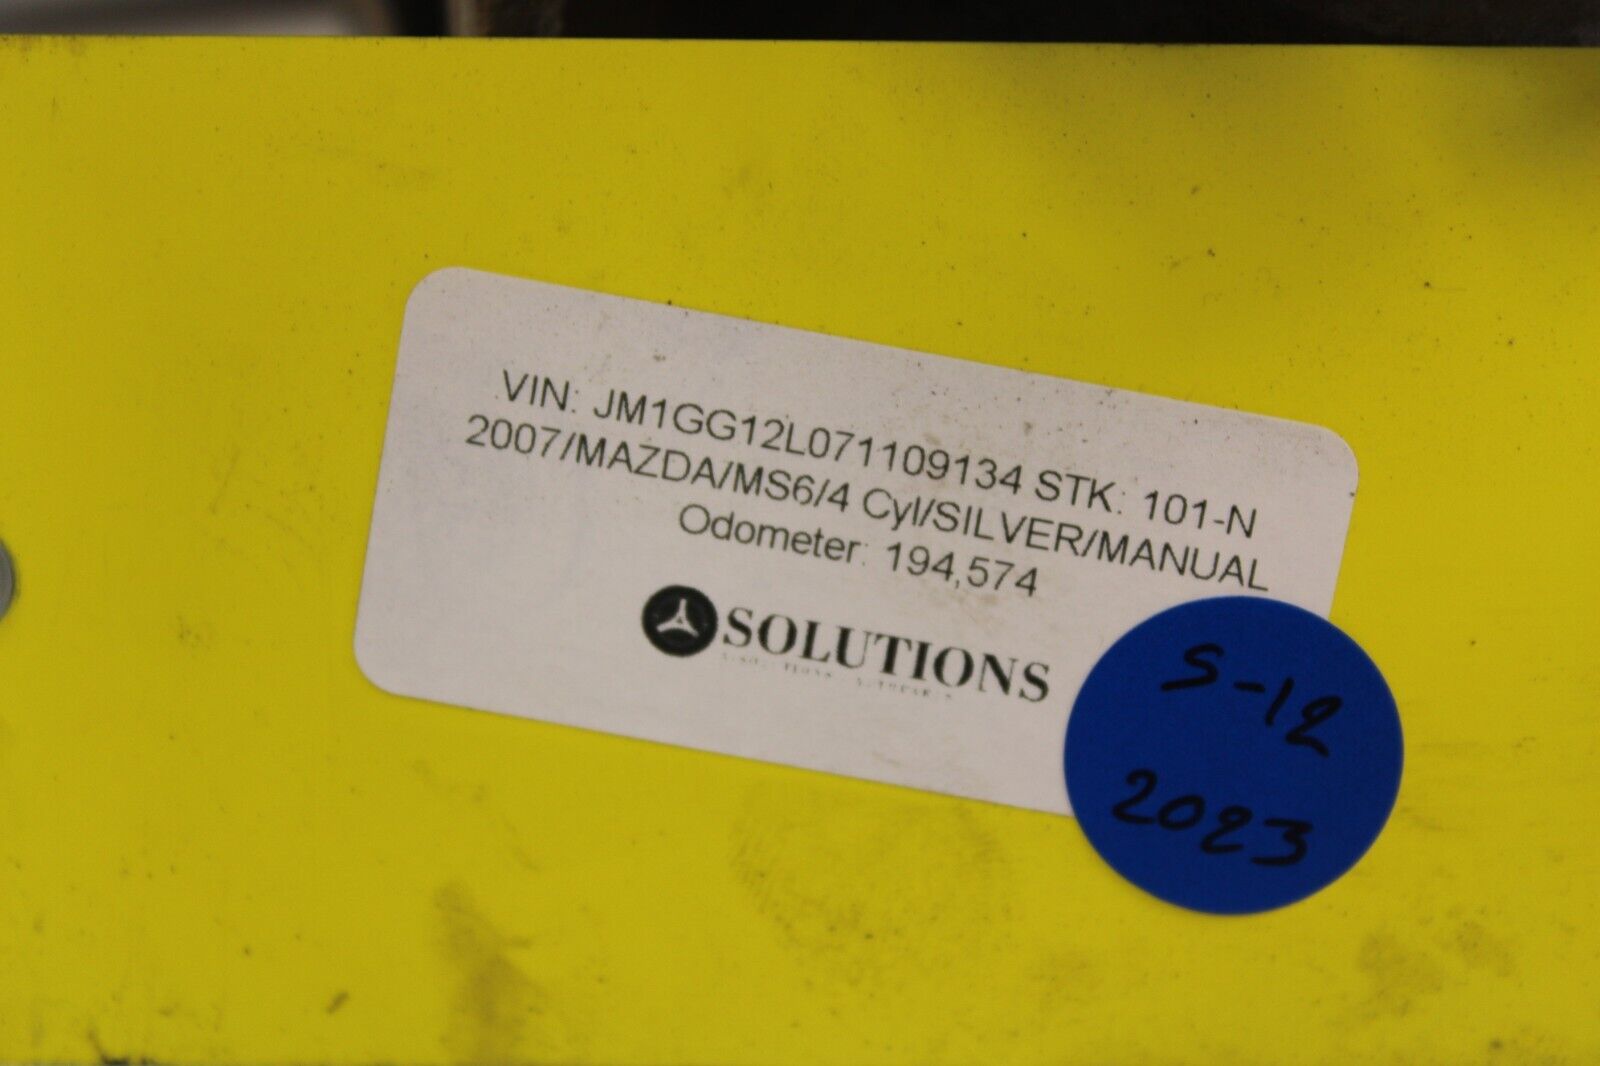 VIN: JM1GG12L071109134 STK: 101-N
2007/MAZDA/MS6/4 Cyl/SILVER/MANUAL
Odometer: 194,574
SOLUTIONS
S-12
2023